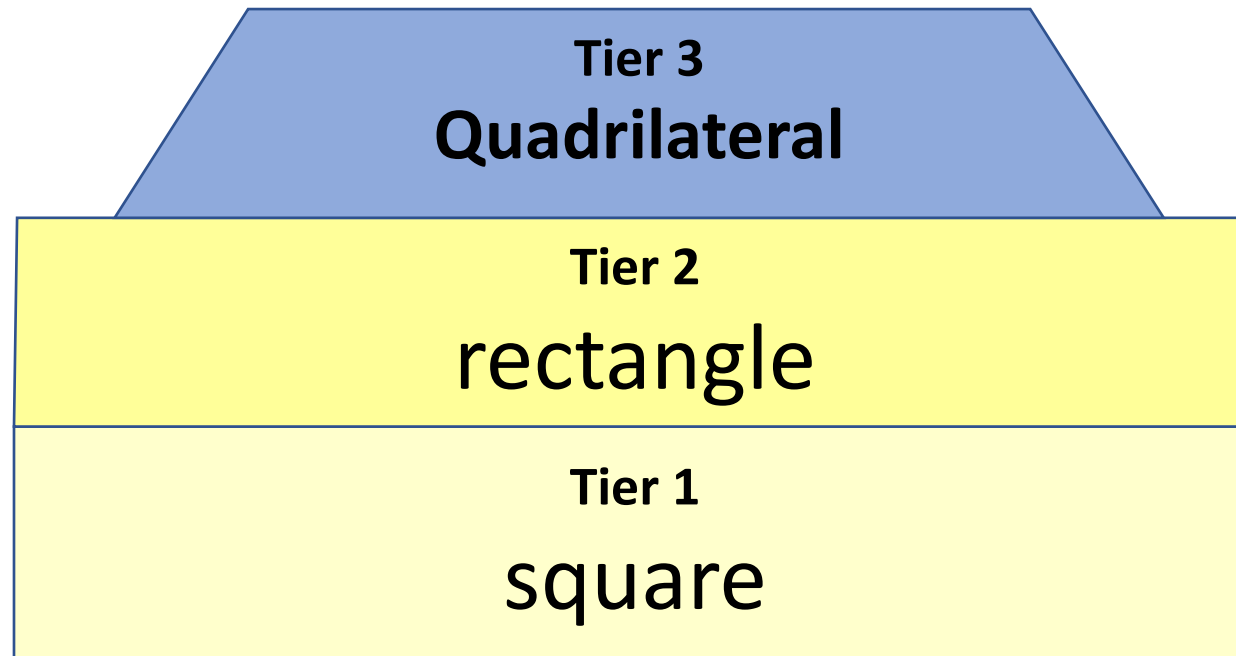 Tier 3
Quadrilateral
Tier 2
rectangle
Tier 1
square